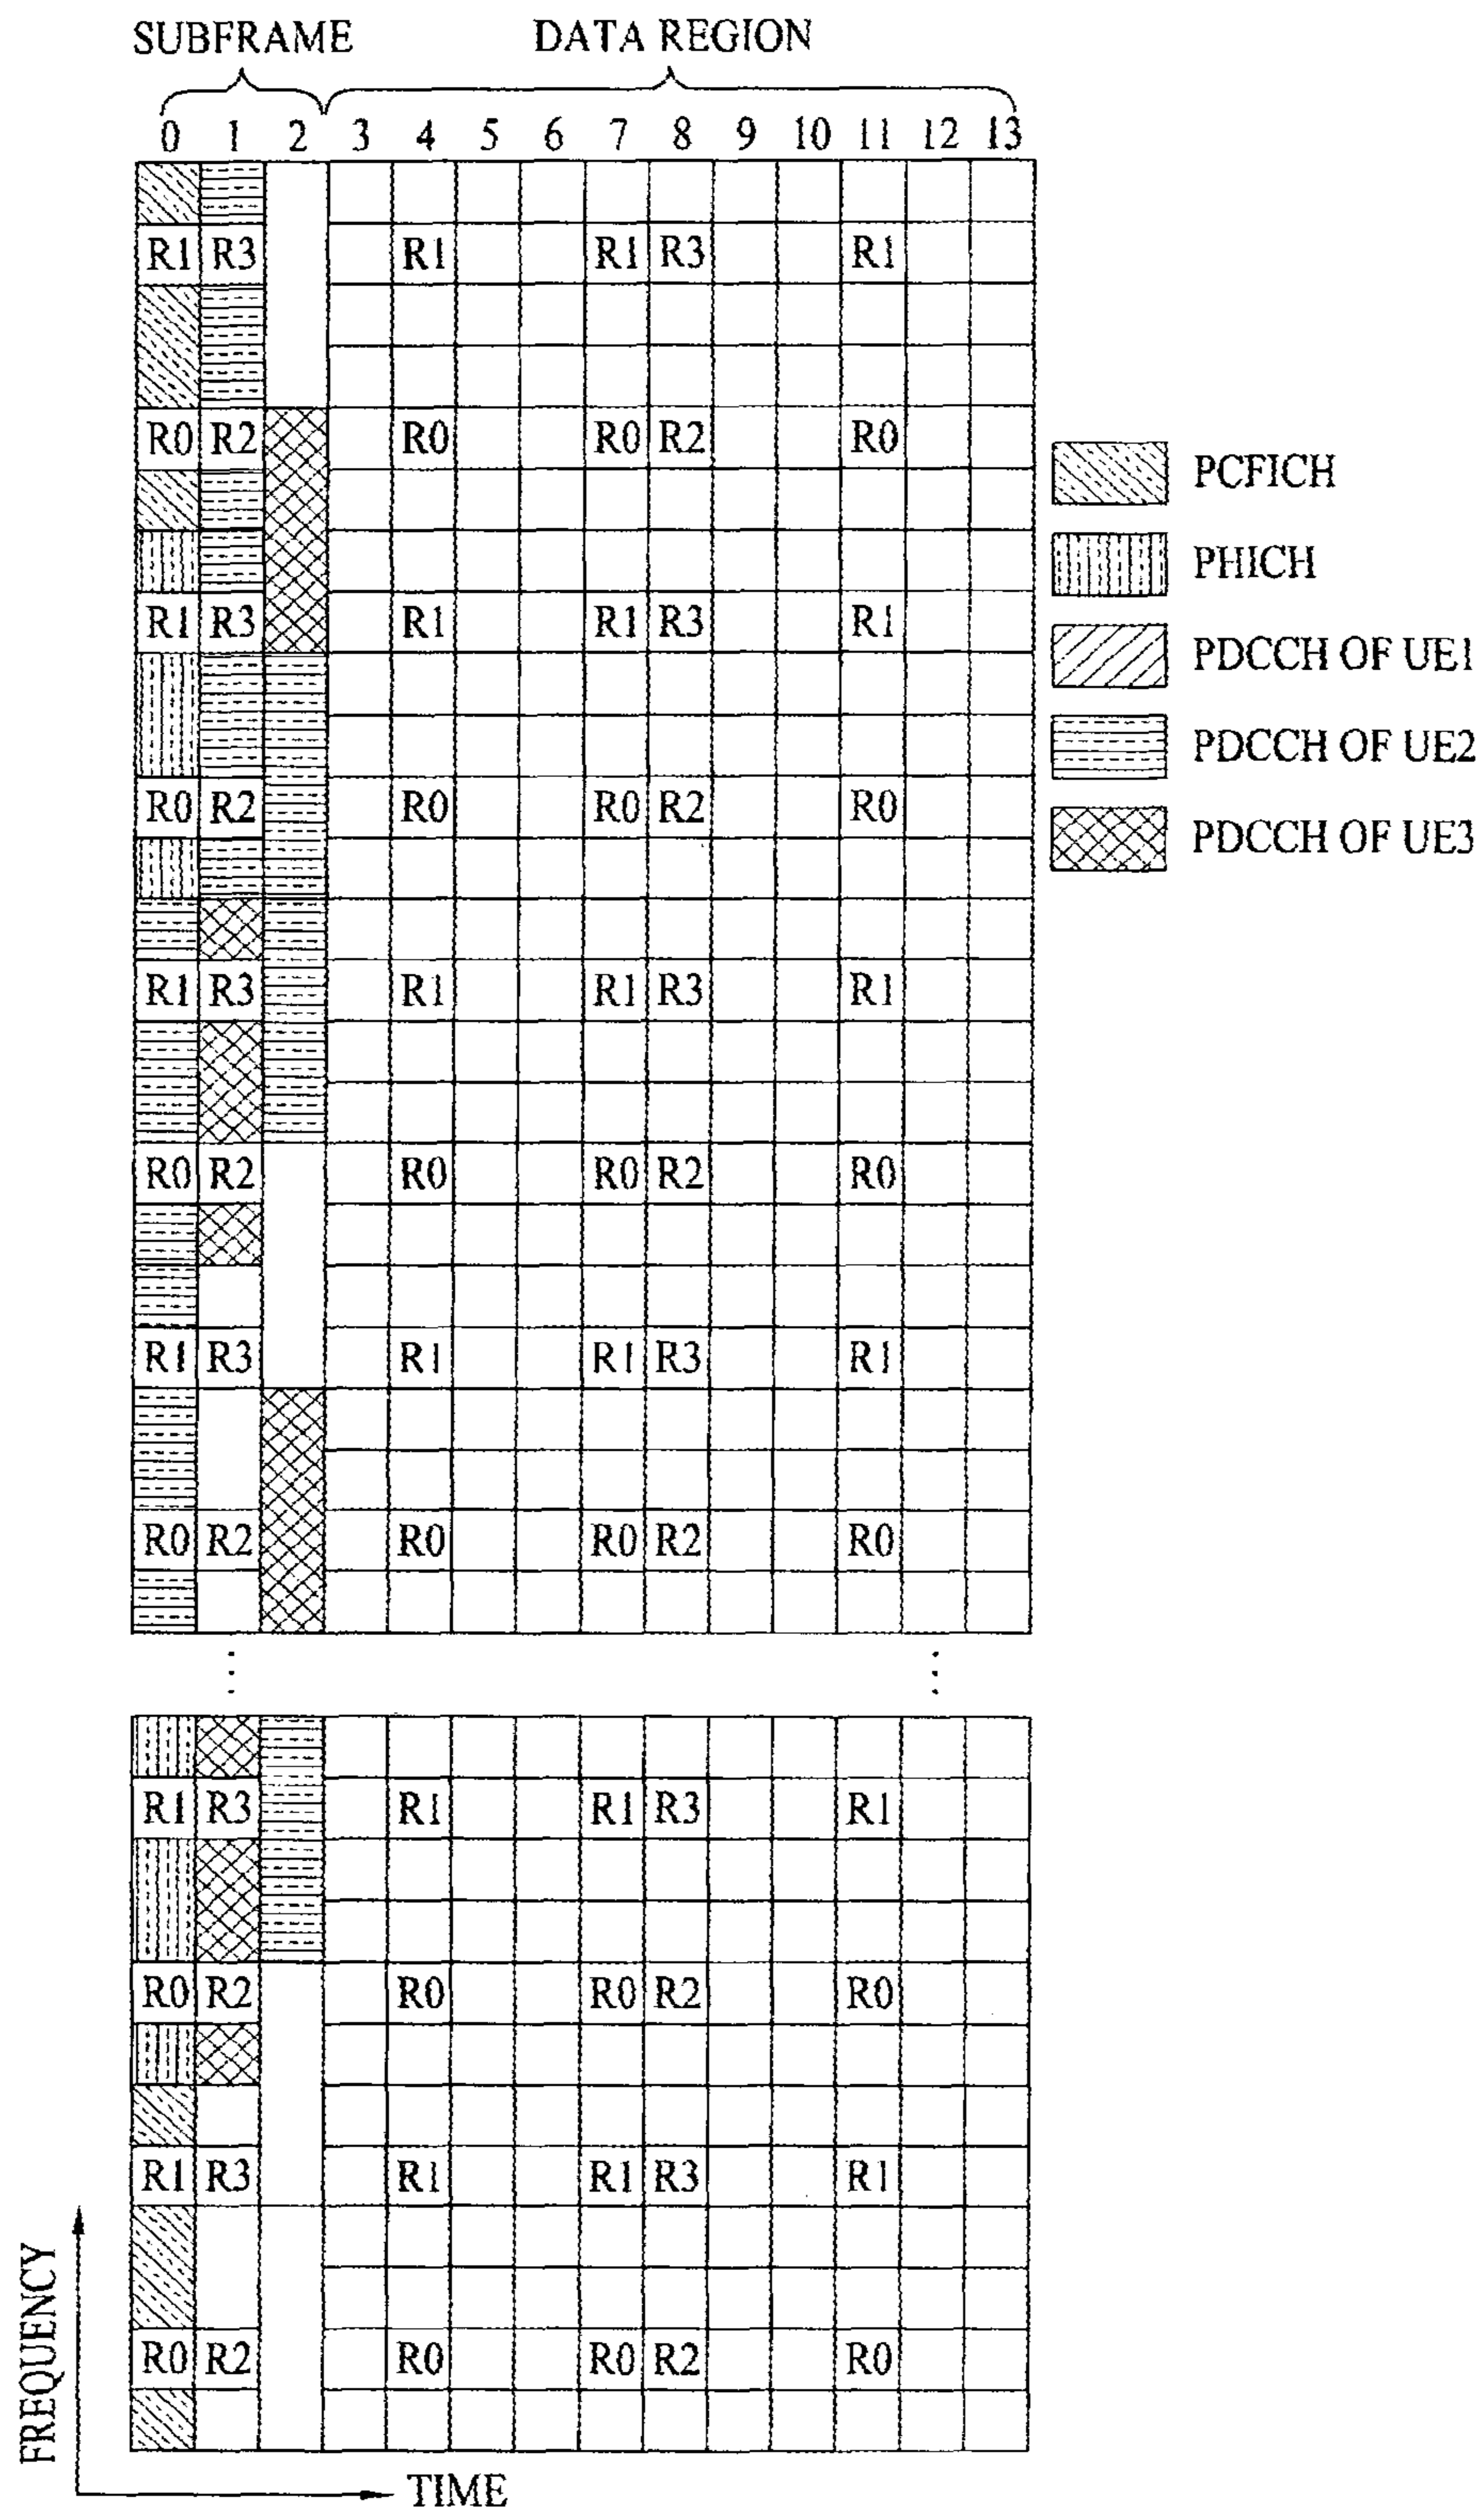 SUBFRAME DATA REGION
0 1 2 3 4 5 6 7 8 9 10 11 12 13
R1 R3 R1 R1 R3 R1
R0 R2 R0 R0 R2 R0
R1 R3 R1 R1 R3 R1
R0 R2 R0 R0 R2 R0
R1 R3 R1 R1 R3 R1
R0 R2 R0 R0 R2 R0
R1 R3 R1 R1 R3 R1
R0 R2 R0 R0 R2 R0
R1 R3 R1 R1 R3 R1
R0 R2 R0 R0 R2 R0
R1 R3 R1 R1 R3 R1
R0 R2 R0 R0 R2 R0
PCFICH
PHICH
PDCCH OF UE1
PDCCH OF UE2
PDCCH OF UE3
FREQUENCY
TIME